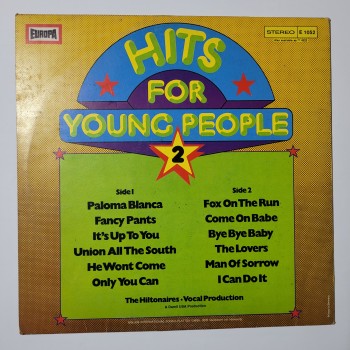 EUROPA
STEREO E 1052
HITS
FOR
YOUNG PEOPLE
2
Side 1
Paloma Blanca
Fancy Pants
It's Up To You
Union All The South
He Wont Come
Only You Can
Side 2
Fox On The Run
Come On Babe
Bye Bye Baby
The Lovers
Man Of Sorrow
I Can Do It
The Hiltonaires - Vocal Production